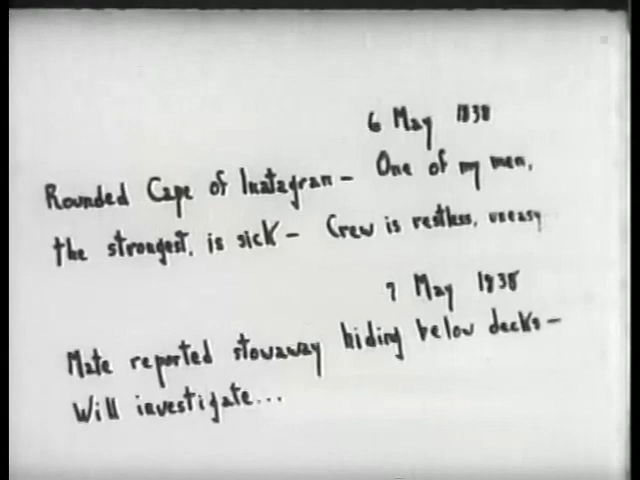 6 May 1838
Rounded Cape of - One of my men,
the strongest, is sick - Crew is restless, uneasy
7 May 1838
Mate reported stowaway hiding below decks -
Will investigate...